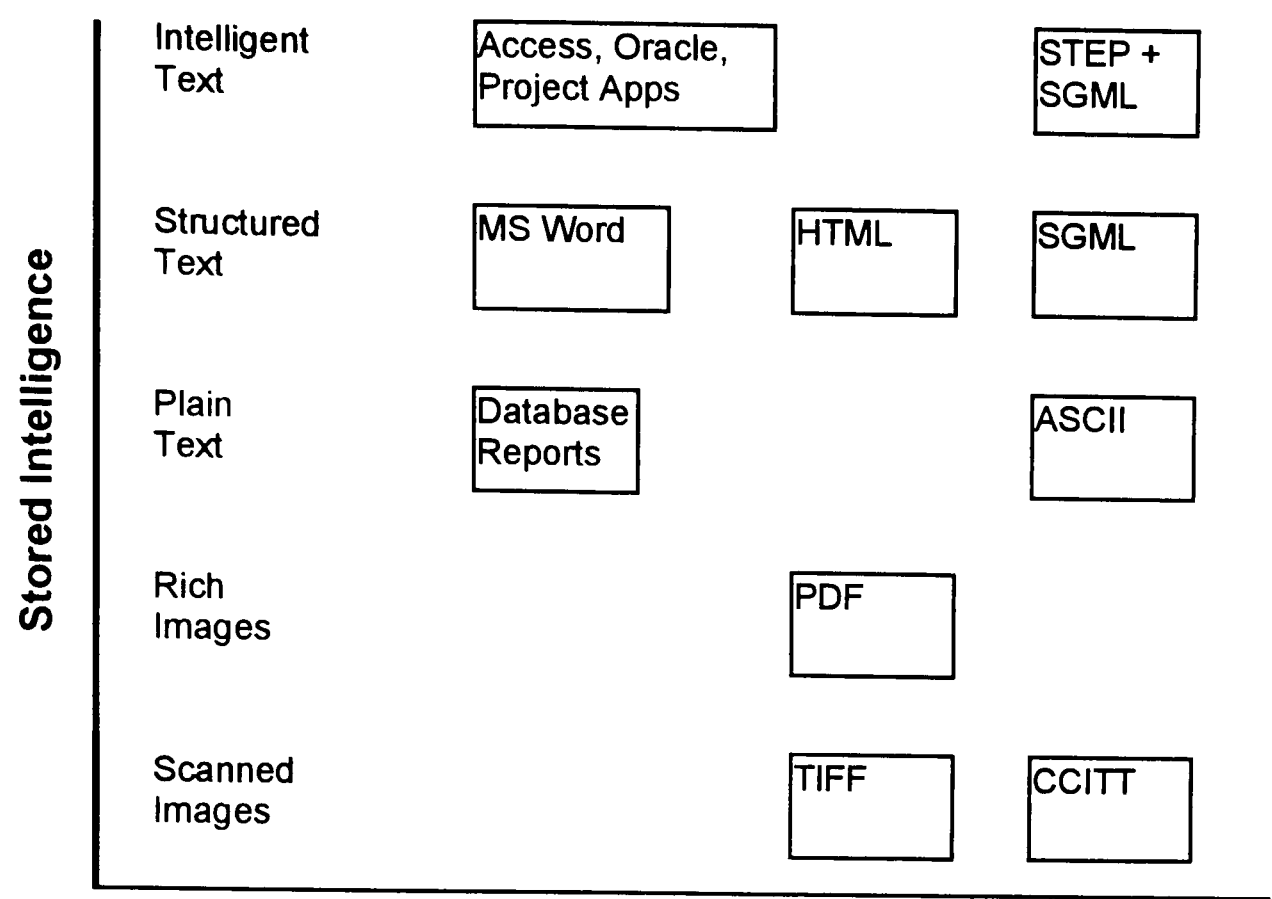 Stored Intelligence
Intelligent
Text
Access, Oracle,
Project Apps
STEP +
SGML
Structured
Text
MS Word
HTML
SGML
Plain
Text
Database
Reports
ASCII
Rich
Images
PDF
Scanned
Images
TIFF
CCITT